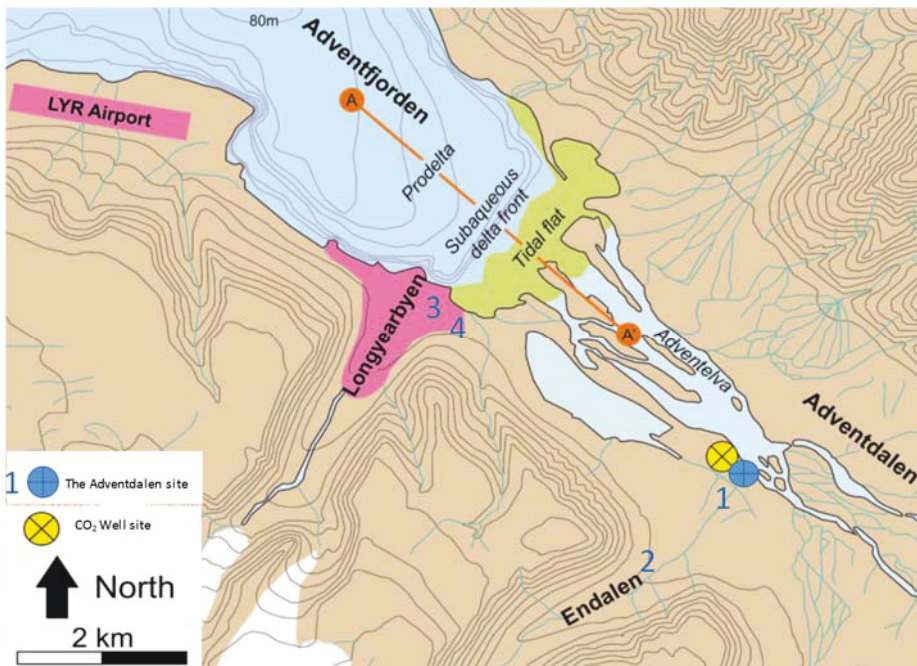 80m
Adventfjorden
LYR Airport
A
Prodelta
Subaqueous
delta front
Tidal flat
3
4
Longyearbyen
A'
Adventelva
Adventdalen
1
2
Endalen
1 The Adventdalen site
CO₂ Well site
North
2 km